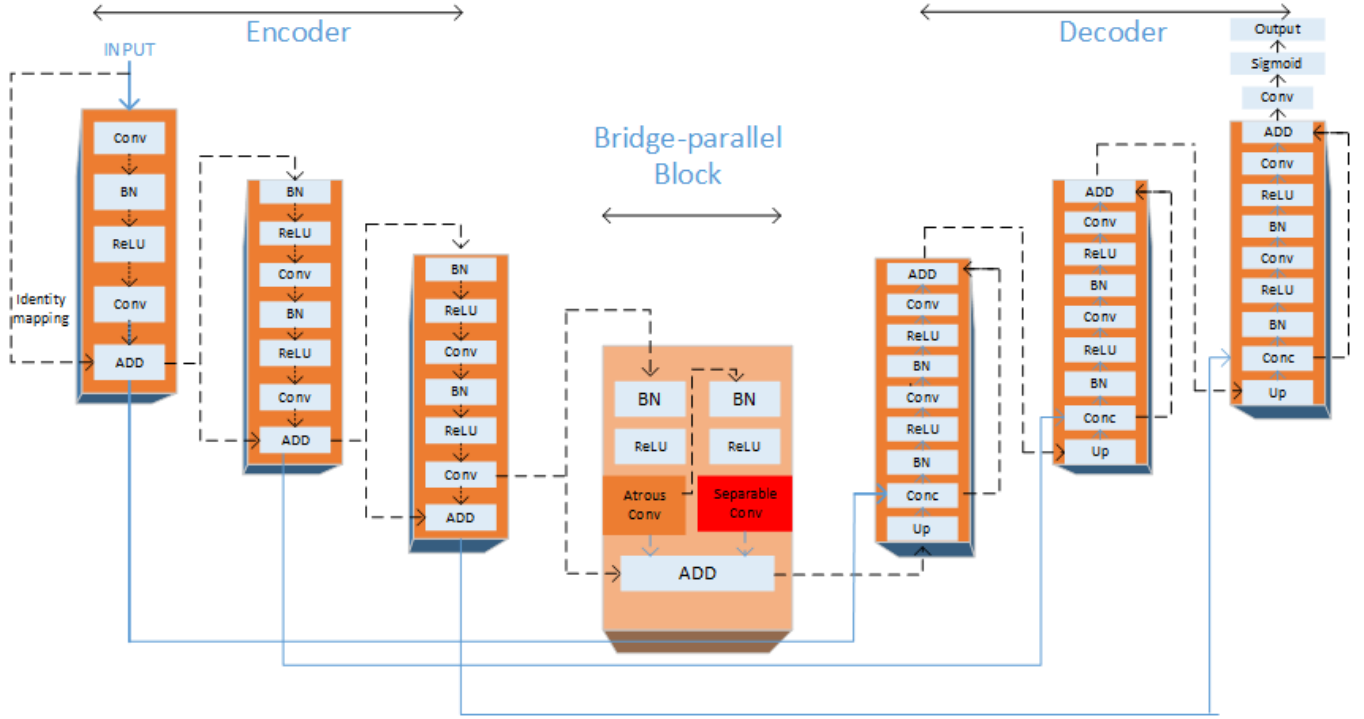 Encoder
Decoder
INPUT
Bridge-parallel
Block
Identity
mapping
Conv
BN
ReLU
Conv
ADD
BN
ReLU
Conv
BN
ReLU
Conv
ADD
BN
ReLU
Conv
BN
ReLU
Conv
ADD
BN
ReLU
Atrous
Conv
BN
ReLU
Separable
Conv
ADD
ADD
Conv
ReLU
BN
Conv
ReLU
BN
Conc
Up
ADD
Conv
ReLU
BN
Conv
ReLU
BN
Conc
Up
Output
Sigmoid
Conv
ADD
Conv
ReLU
BN
Conv
ReLU
BN
Conc
Up